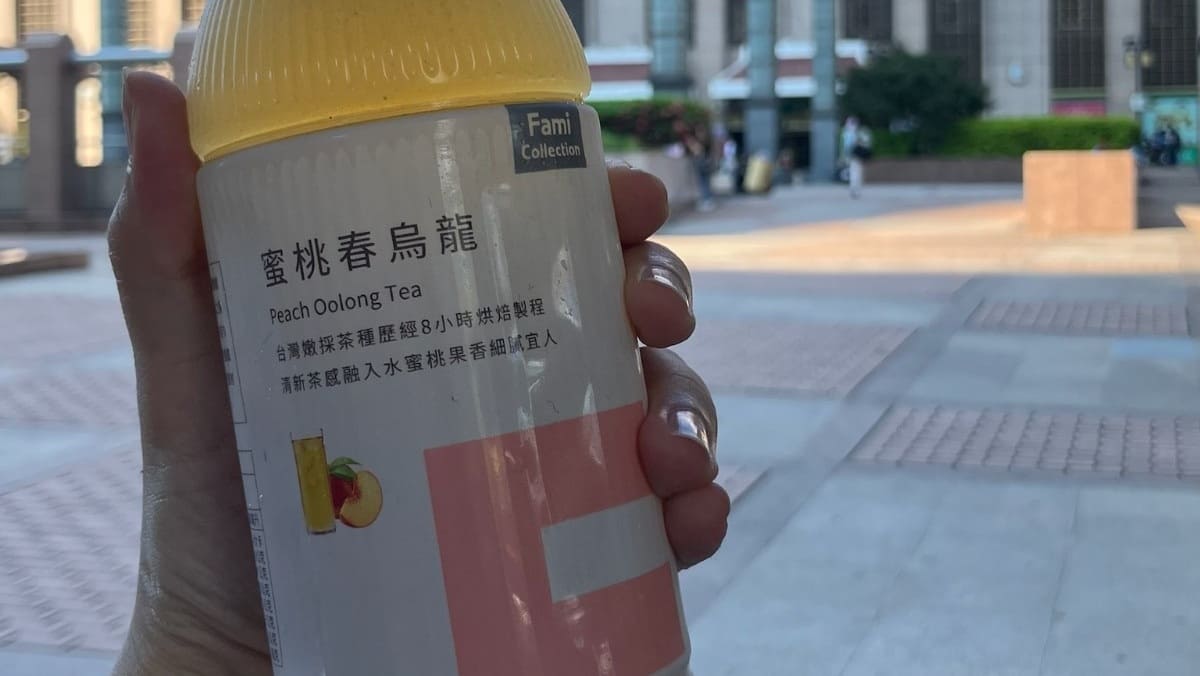 Fami
Collection
蜜桃春烏龍
Peach Oolong Tea
台灣嫩採茶種歷經8小時烘焙製程
清新茶感融入水蜜桃果香細膩宜人